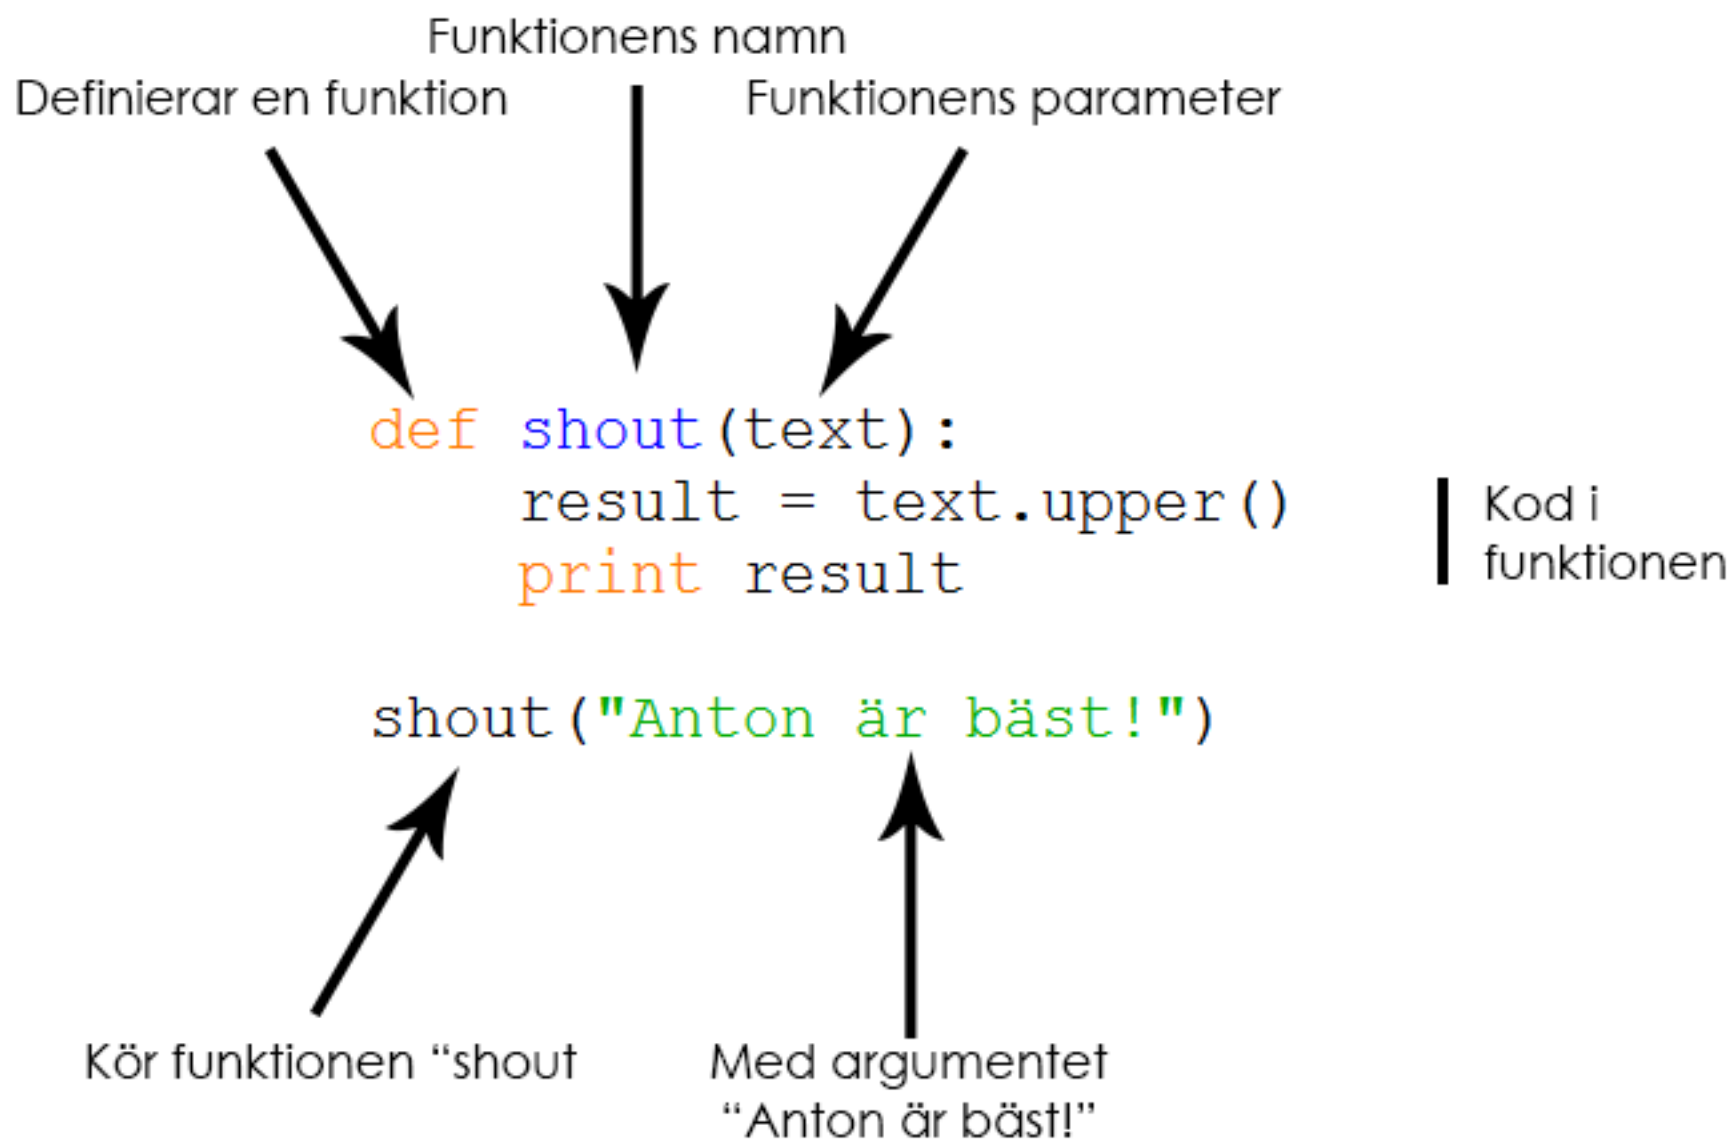 Funktionens namn
Definierar en funktion
Funktionens parameter
def shout(text):
result = text.upper()
print result
Kod i
funktionen
shout("Anton är bäst!")
Kör funktionen “shout
Med argumentet
“Anton är bäst!”